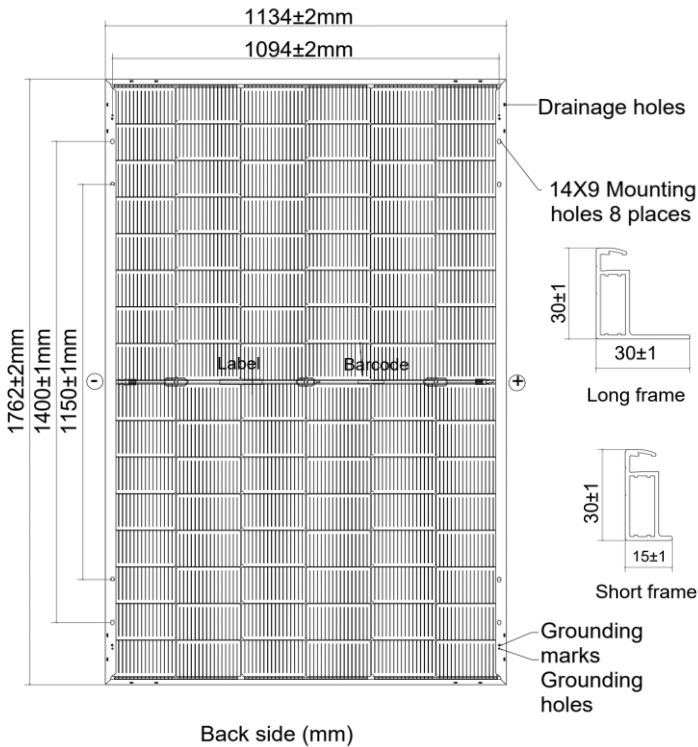 1134±2mm
1094±2mm
Drainage holes
14X9 Mounting
holes 8 places
1762±2mm
1400±1mm
1150±1mm
30±1
30±1
Long frame
Label
Barcode
-
+
30±1
15±1
Short frame
Grounding
marks
Grounding
holes
Back side (mm)